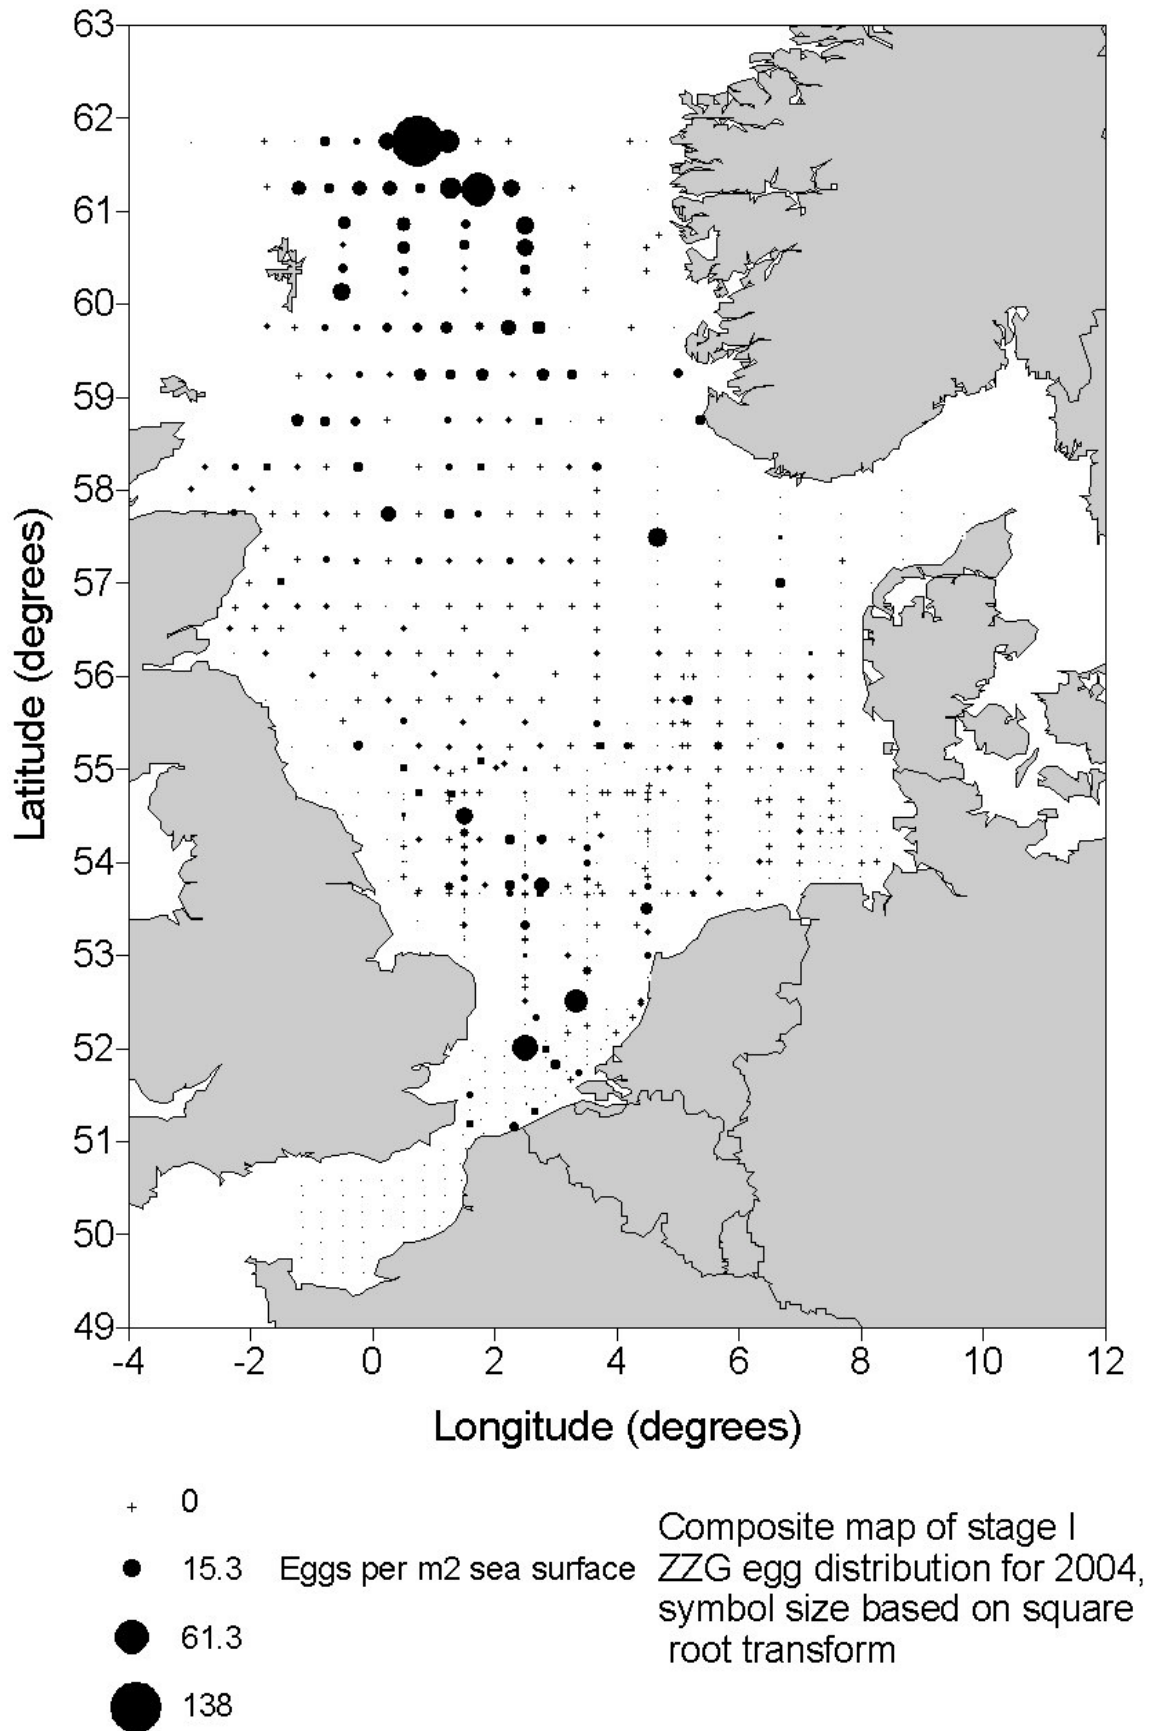 63
62
61
60
59
58
57
56
55
54
53
52
51
50
49
Latitude (degrees)
-4 -2 0 2 4 6 8 10 12
Longitude (degrees)
0
15.3 Eggs per m2 sea surface
61.3
138
Composite map of stage I
ZZG egg distribution for 2004,
symbol size based on square
root transform